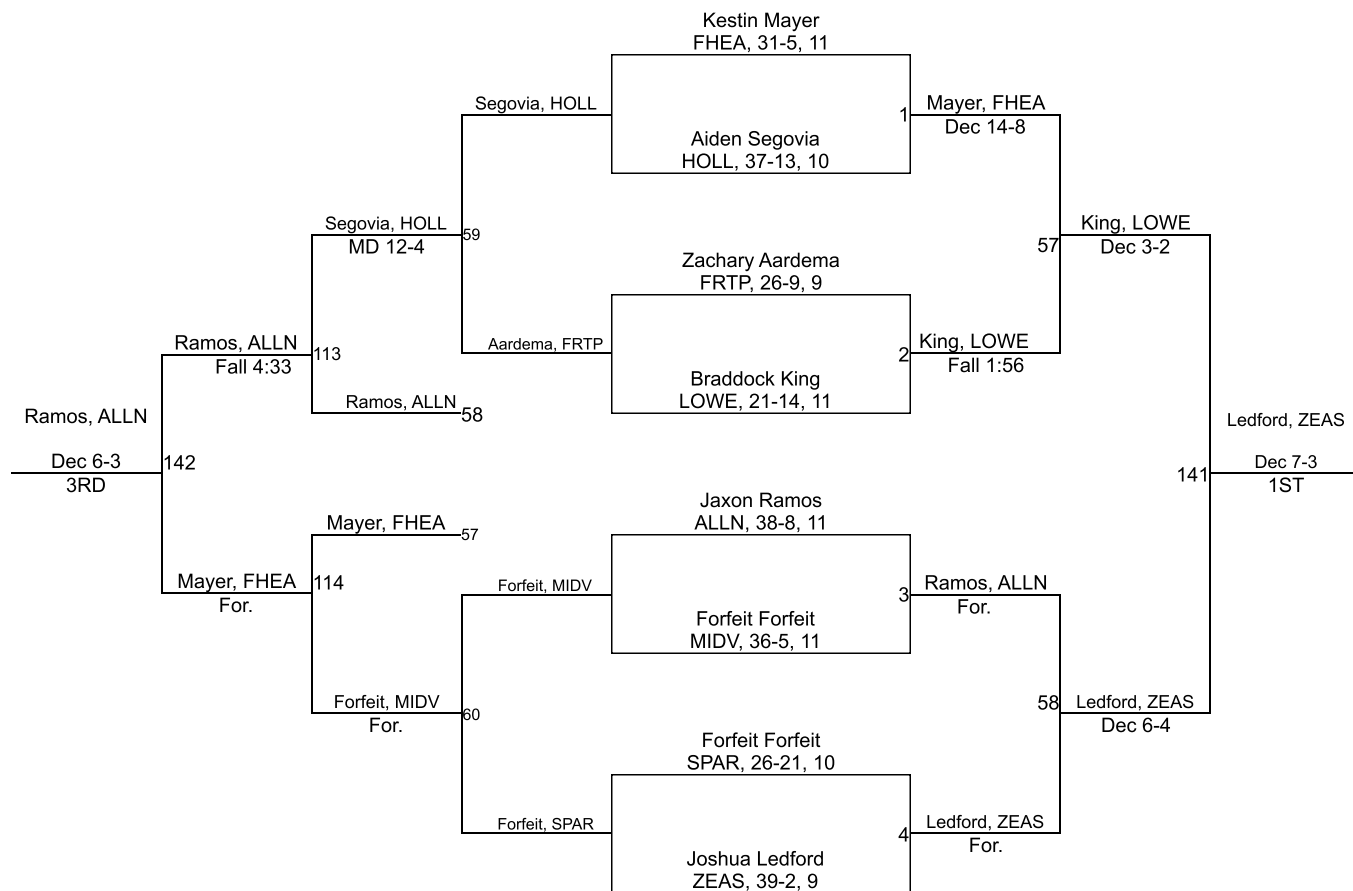 Kestin Mayer
FHEA, 31-5, 11
Segovia, HOLL
1
Mayer, FHEA
Dec 14-8
Aiden Segovia
HOLL, 37-13, 10
Segovia, HOLL
MD 12-4
59
57
King, LOWE
Dec 3-2
Zachary Aardema
FRTP, 26-9, 9
Ramos, ALLN
Fall 4:33
113
Aardema, FRTP
2
King, LOWE
Fall 1:56
Braddock King
LOWE, 21-14, 11
Ramos, ALLN
58
Ramos, ALLN
Dec 6-3
3RD
142
141
Ledford, ZEAS
Dec 7-3
1ST
Jaxon Ramos
ALLN, 38-8, 11
Mayer, FHEA
57
Mayer, FHEA
For.
114
Forfeit, MIDV
3
Ramos, ALLN
For.
Forfeit Forfeit
MIDV, 36-5, 11
Forfeit, MIDV
For.
60
58
Ledford, ZEAS
Dec 6-4
Forfeit Forfeit
SPAR, 26-21, 10
Forfeit, SPAR
4
Ledford, ZEAS
For.
Joshua Ledford
ZEAS, 39-2, 9